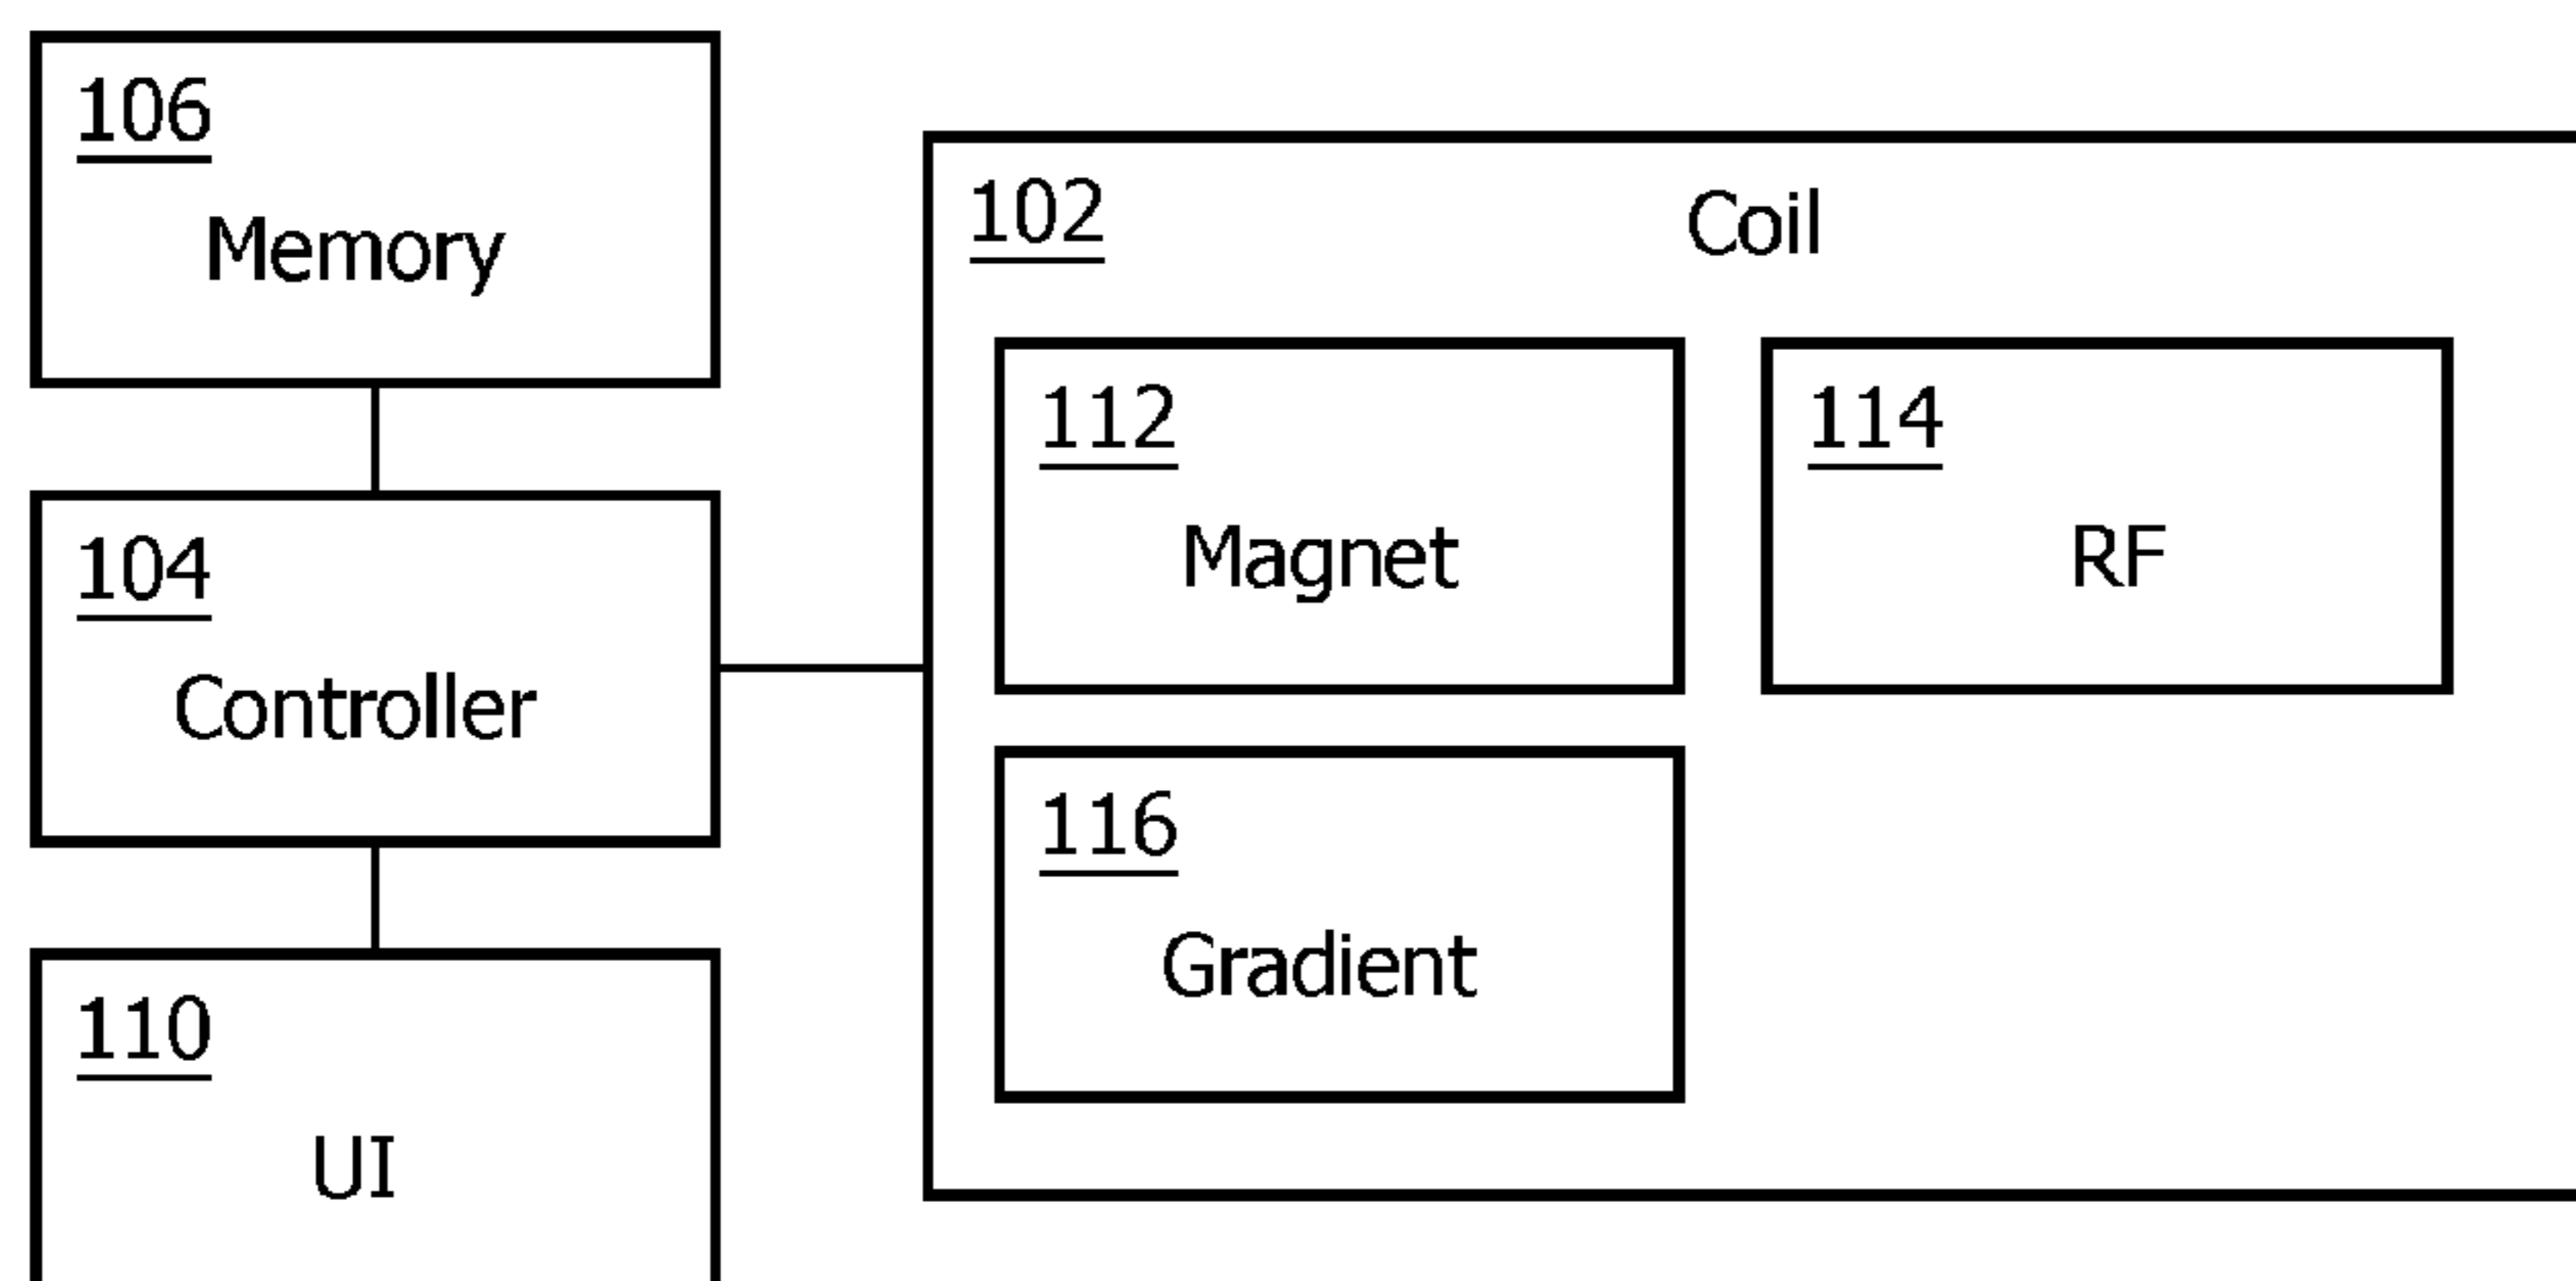 106
Memory
104
Controller
110
UI
102
Coil
112
Magnet
114
RF
116
Gradient